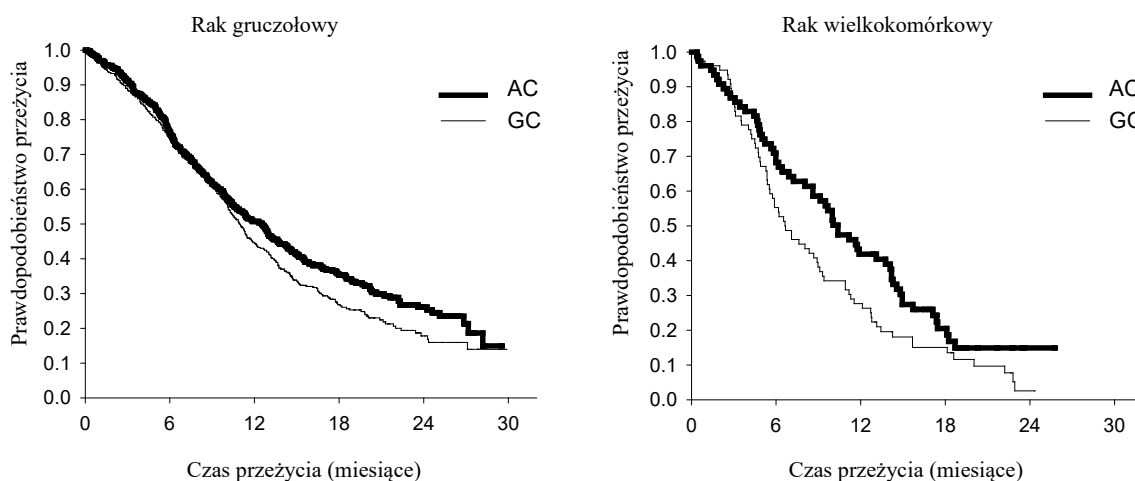 Rak gruczołowy
Prawdopodobieństwo przeżycia
1.0
0.9
0.8
0.7
0.6
0.5
0.4
0.3
0.2
0.1
0.0
AC
GC
0 6 12 18 24 30
Czas przeżycia (miesiące)
Rak wielkokomórkowy
Prawdopodobieństwo przeżycia
1.0
0.9
0.8
0.7
0.6
0.5
0.4
0.3
0.2
0.1
0.0
AC
GC
0 6 12 18 24 30
Czas przeżycia (miesiące)